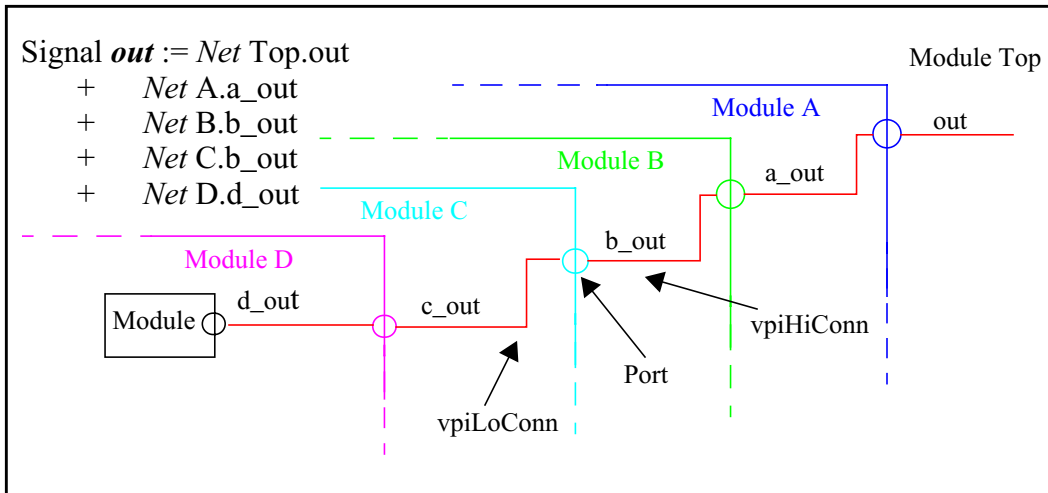 Signal out := Net Top.out
+ Net A.a_out
+ Net B.b_out
+ Net C.b_out
+ Net D.d_out
Module Top
Module A
out
Module B
a_out
Module C
b_out
Module D
d_out
c_out
Module
vpiHiConn
Port
vpiLoConn